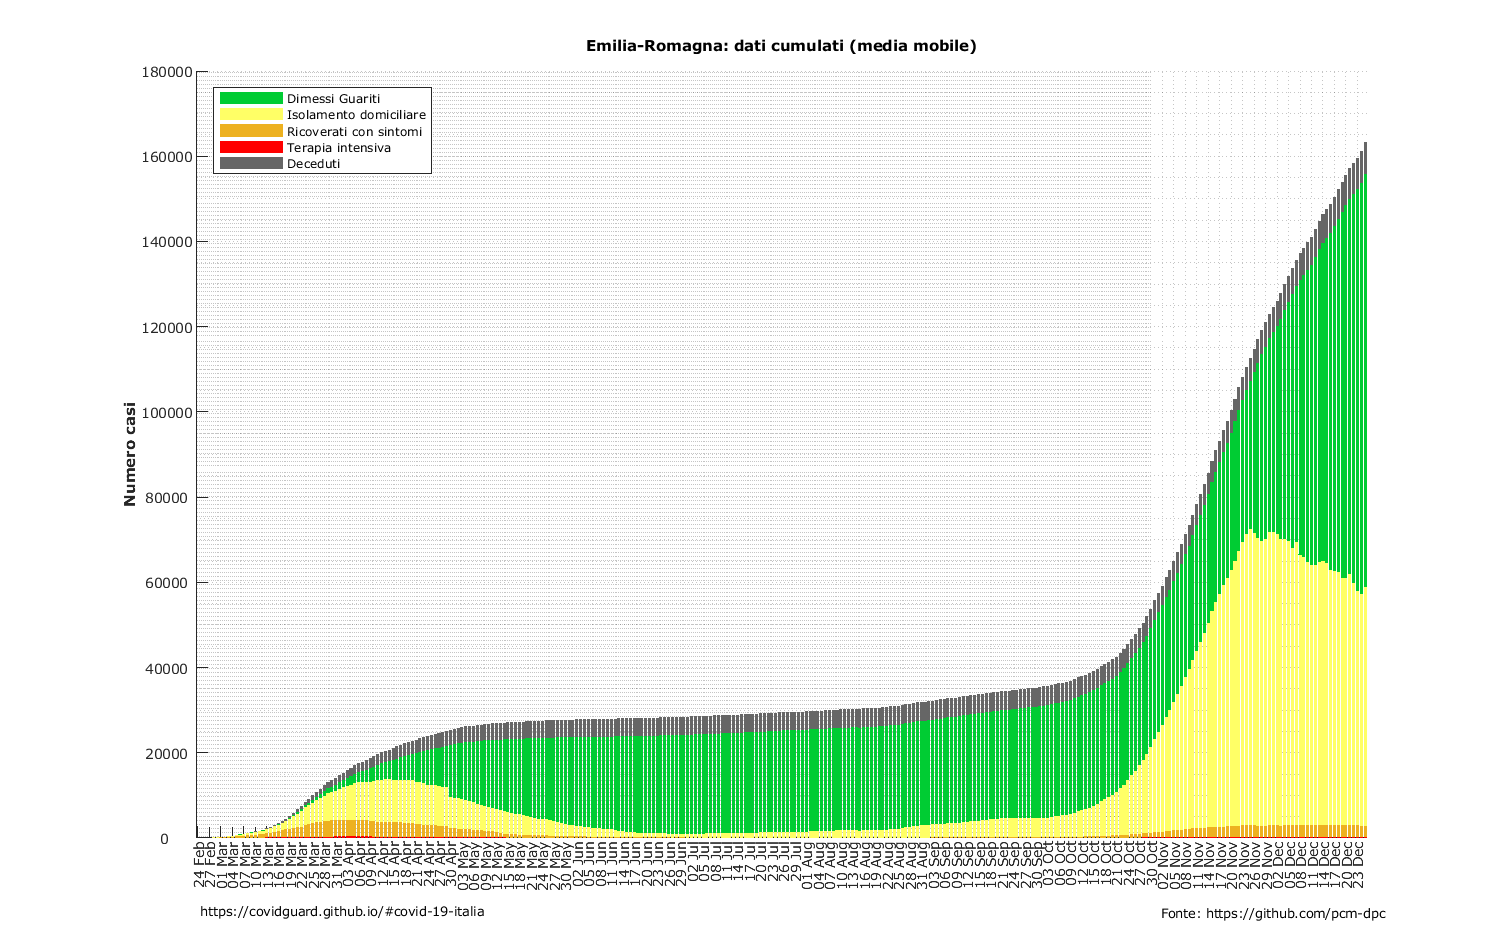 Emilia-Romagna: dati cumulati (media mobile)
180000
160000
140000
120000
100000
80000
60000
40000
20000
0
Numero casi
Dimessi Guariti
Isolamento domiciliare
Ricoverati con sintomi
Terapia intensiva
Deceduti
24 Feb
27 Feb
01 Mar
04 Mar
07 Mar
10 Mar
13 Mar
16 Mar
19 Mar
22 Mar
25 Mar
28 Mar
31 Mar
03 Apr
06 Apr
09 Apr
12 Apr
15 Apr
18 Apr
21 Apr
24 Apr
27 Apr
30 Apr
03 May
06 May
09 May
12 May
15 May
18 May
21 May
24 May
27 May
30 May
02 Jun
05 Jun
08 Jun
11 Jun
14 Jun
17 Jun
20 Jun
23 Jun
26 Jun
29 Jun
02 Jul
05 Jul
08 Jul
11 Jul
14 Jul
17 Jul
20 Jul
23 Jul
26 Jul
29 Jul
01 Aug
04 Aug
07 Aug
10 Aug
13 Aug
16 Aug
19 Aug
22 Aug
25 Aug
28 Aug
31 Aug
03 Sep
06 Sep
09 Sep
12 Sep
15 Sep
18 Sep
21 Sep
24 Sep
27 Sep
30 Sep
03 Oct
06 Oct
09 Oct
12 Oct
15 Oct
18 Oct
21 Oct
24 Oct
27 Oct
30 Oct
02 Nov
05 Nov
08 Nov
11 Nov
14 Nov
17 Nov
20 Nov
23 Nov
26 Nov
29 Nov
02 Dec
05 Dec
08 Dec
11 Dec
14 Dec
17 Dec
20 Dec
23 Dec
https://covidguard.github.io/#covid-19-italia
Fonte: https://github.com/pcm-dpc